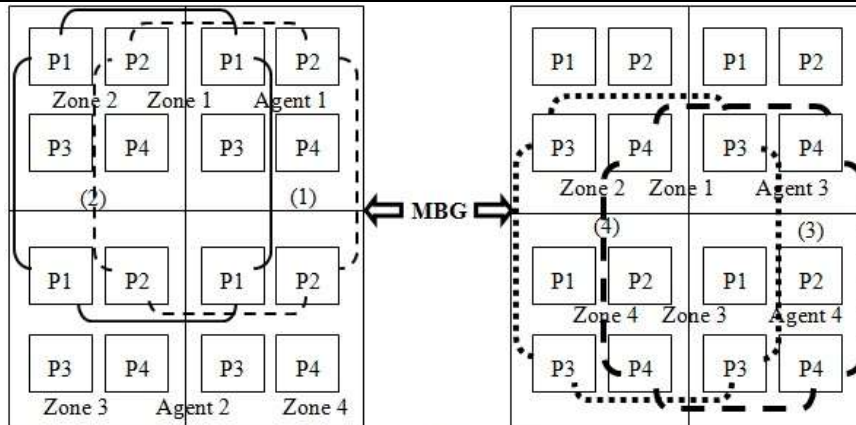 P1 P2 P1 P2
Zone 2 Zone 1 Agent 1
P3 P4 P3 P4
(2) (1)
P1 P2 P1 P2
P3 P4 P3 P4
Zone 3 Agent 2 Zone 4
MBG
P1 P2 P1 P2
P3 P4 P3 P4
Zone 2 Zone 1 Agent 3
(4) (3)
P1 P2 P1 P2
Zone 4 Zone 3 Agent 4
P3 P4 P3 P4